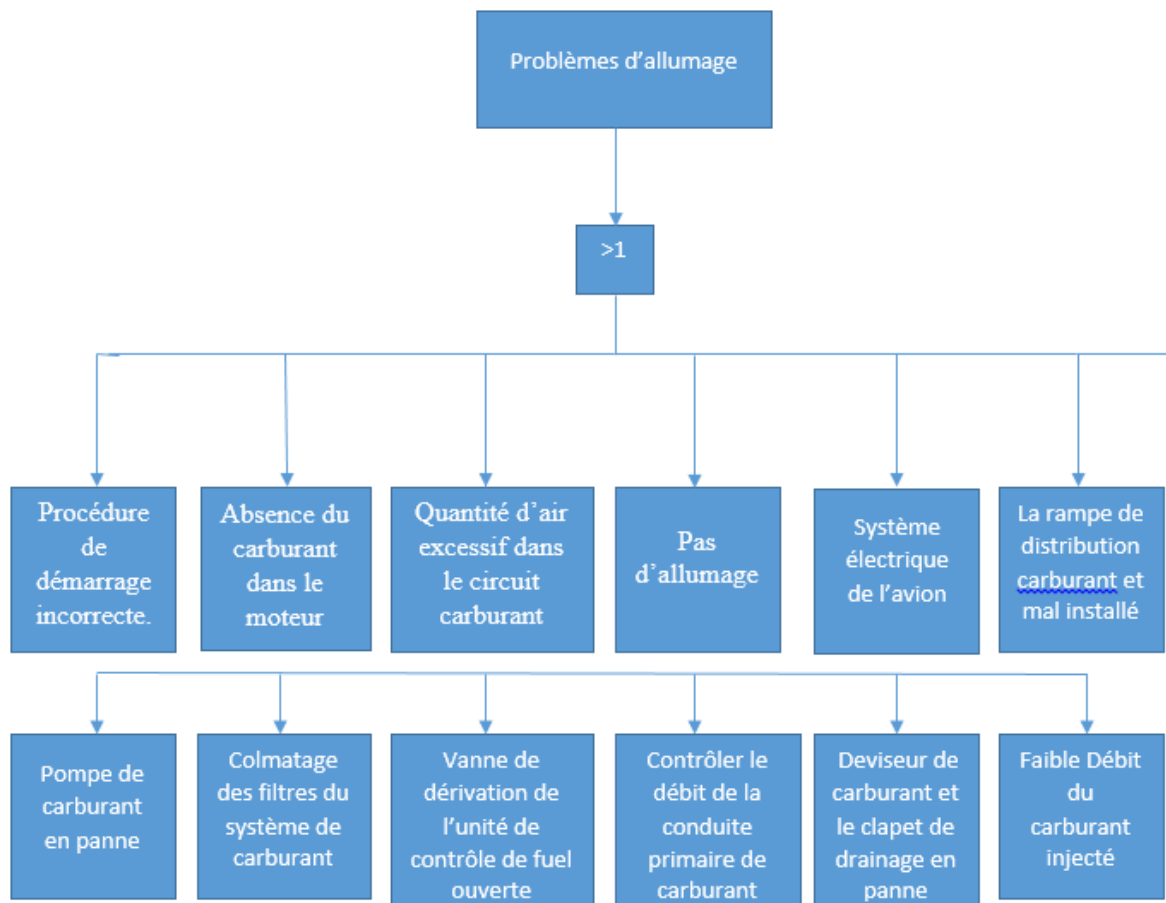 Problèmes d'allumage
>1
Procédure
de
démarrage
incorrecte.
Absence du
carburant
dans le
moteur
Quantité d'air
excessif dans
le circuit
carburant
Pas
d'allumage
Système
électrique
de l'avion
La rampe de
distribution
carburant et
mal installé
Pompe de
carburant
en panne
Colmatage
des filtres du
système de
carburant
Vanne de
dérivation de
l'unité de
contrôle de fuel
ouverte
Contrôler le
débit de la
conduite
primaire de
carburant
Deviseur de
carburant et
le clapet de
drainage en
panne
Faible Débit
du
carburant
injecté